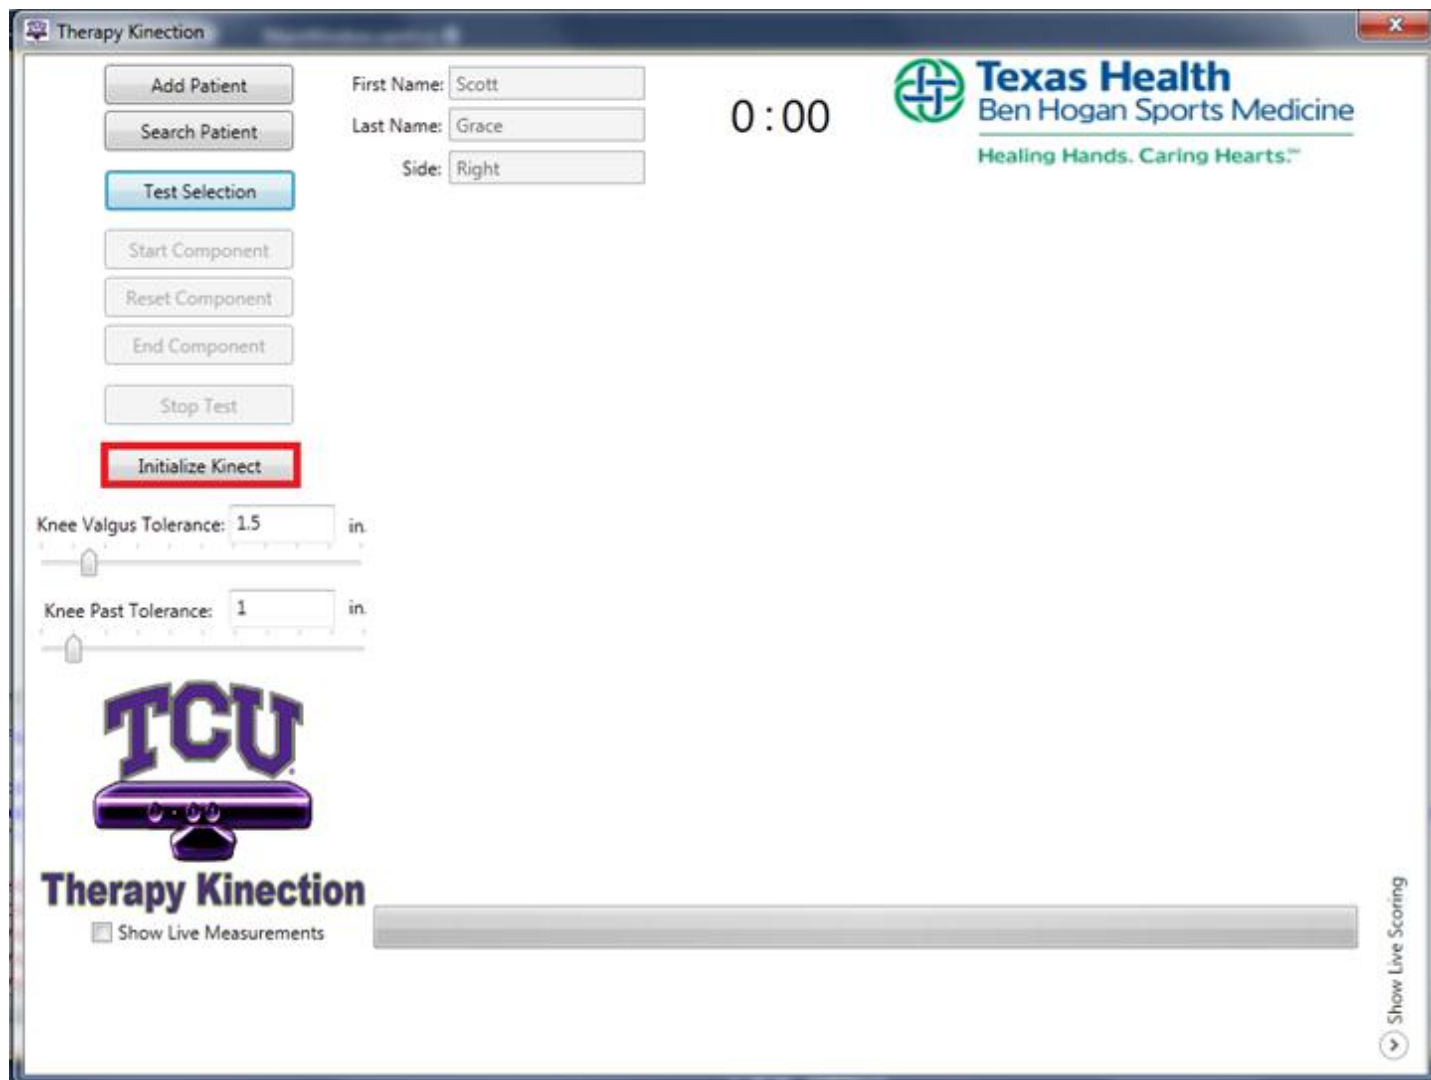 Therapy Kinection
x
Add Patient
Search Patient
Test Selection
Start Component
Reset Component
End Component
Stop Test
Initialize Kinect
First Name: Scott
Last Name: Grace
Side: Right
0:00
Texas Health
Ben Hogan Sports Medicine
Healing Hands. Caring Hearts.℠
Knee Valgus Tolerance: 1.5 in.
Knee Past Tolerance: 1 in.
TCU
Therapy Kinection
Show Live Measurements
Show Live Scoring